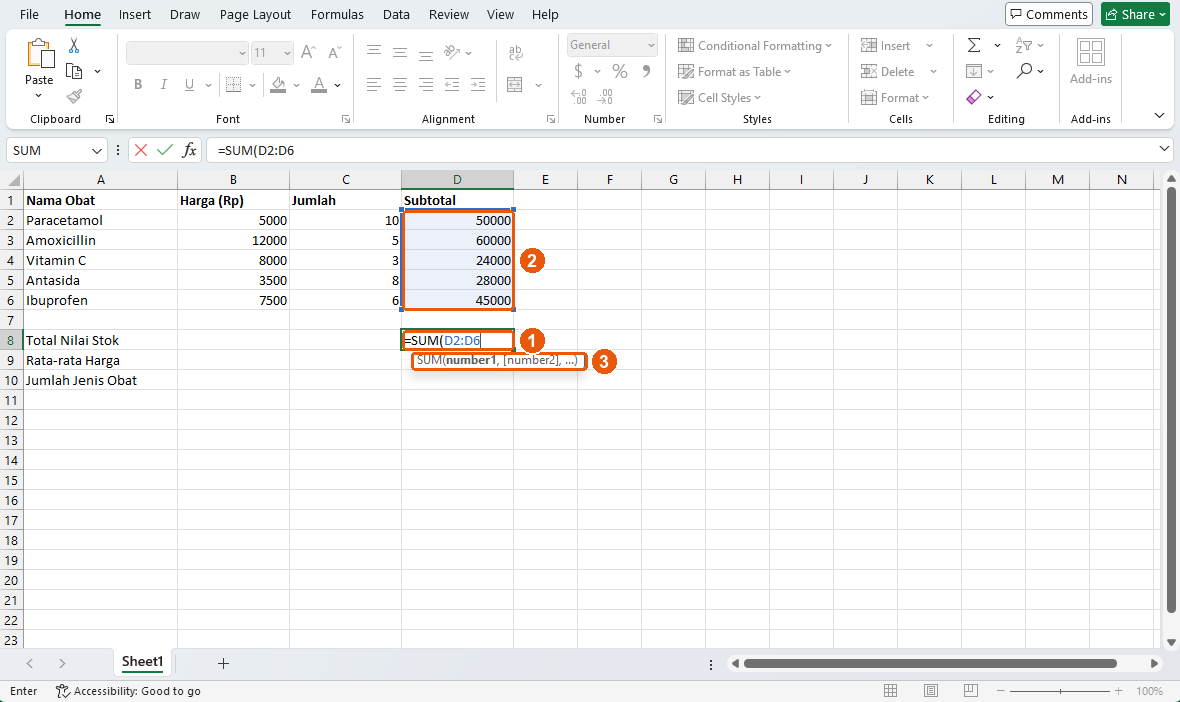 File Home Insert Draw Page Layout Formulas Data Review View Help Comments Share
11 General Conditional Formatting Insert
Paste B I U ab $ % Format as Table Delete Add-ins
Cell Styles Format
Clipboard Font Alignment Number Styles Cells Editing Add-ins
SUM fx =SUM(D2:D6
A B C D E F G H I J K L M N
1 Nama Obat Harga (Rp) Jumlah Subtotal
2 Paracetamol 5000 10 50000
3 Amoxicillin 12000 5 60000
4 Vitamin C 8000 3 24000 2
5 Antasida 3500 8 28000
6 Ibuprofen 7500 6 45000
7
8 Total Nilai Stok =SUM(D2:D6 1
9 Rata-rata Harga SUM(number1, [number2], ...) 3
10 Jumlah Jenis Obat
11
12
13
14
15
16
17
18
19
20
21
22
23
Sheet1
Enter Accessibility: Good to go 100%